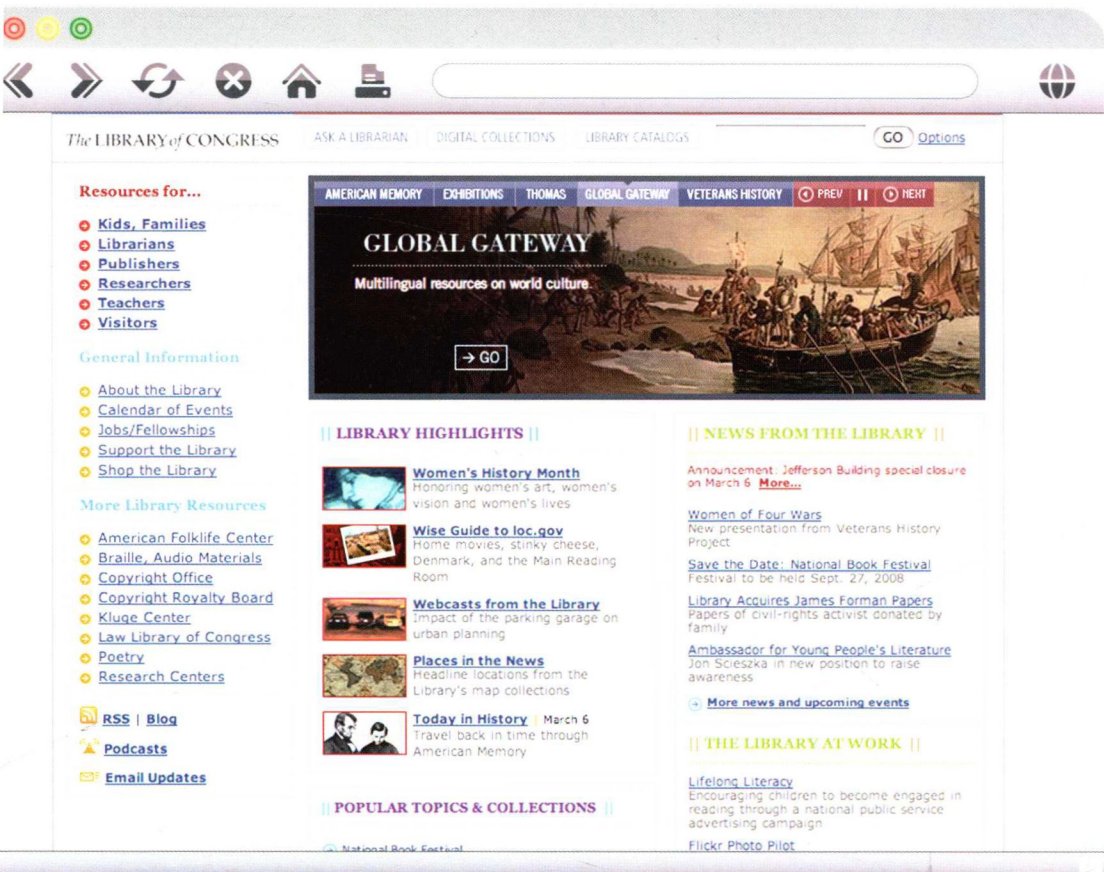 The LIBRARY of CONGRESS
ASK A LIBRARIAN DIGITAL COLLECTIONS LIBRARY CATALOGS GO Options
Resources for...
Kids, Families
Librarians
Publishers
Researchers
Teachers
Visitors
General Information
About the Library
Calendar of Events
Jobs/Fellowships
Support the Library
Shop the Library
More Library Resources
American Folklife Center
Braille, Audio Materials
Copyright Office
Copyright Royalty Board
Kluge Center
Law Library of Congress
Poetry
Research Centers
RSS | Blog
Podcasts
Email Updates
AMERICAN MEMORY EXHIBITIONS THOMAS GLOBAL GATEWAY VETERANS HISTORY PREV NEXT
GLOBAL GATEWAY
Multilingual resources on world culture.
GO
|| LIBRARY HIGHLIGHTS ||
Women's History Month
Honoring women's art, women's
vision and women's lives
Wise Guide to loc.gov
Home movies, stinky cheese,
Denmark, and the Main Reading
Room
Webcasts from the Library
Impact of the parking garage on
urban planning
Places in the News
Headline locations from the
Library's map collections
Today in History | March 6
Travel back in time through
American Memory
|| POPULAR TOPICS & COLLECTIONS ||
National Book Festival
|| NEWS FROM THE LIBRARY ||
Announcement: Jefferson Building special closure
on March 6 More...
Women of Four Wars
New presentation from Veterans History
Project
Save the Date: National Book Festival
Festival to be held Sept. 27, 2008
Library Acquires James Forman Papers
Papers of civil-rights activist donated by
family
Ambassador for Young People's Literature
Jon Scieszka in new position to raise
awareness
More news and upcoming events
|| THE LIBRARY AT WORK ||
Lifelong Literacy
Encouraging children to become engaged in
reading through a national public service
advertising campaign
Flickr Photo Pilot